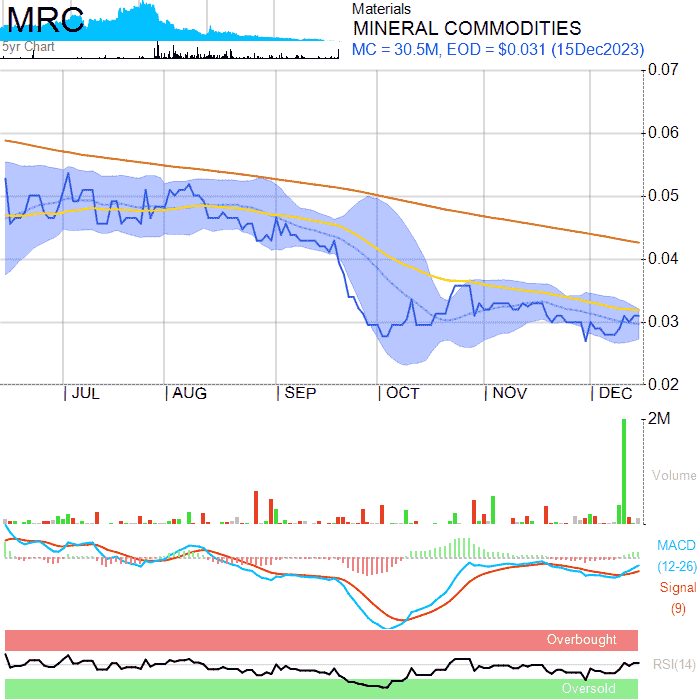 MRC
5yr Chart
Materials
MINERAL COMMODITIES
MC = 30.5M, EOD = $0.031 (15Dec2023)
0.07
0.06
0.05
0.04
0.03
0.02
JUL
AUG
SEP
OCT
NOV
DEC
2M
Volume
MACD
(12-26)
Signal
(9)
Overbought
RSI(14)
Oversold